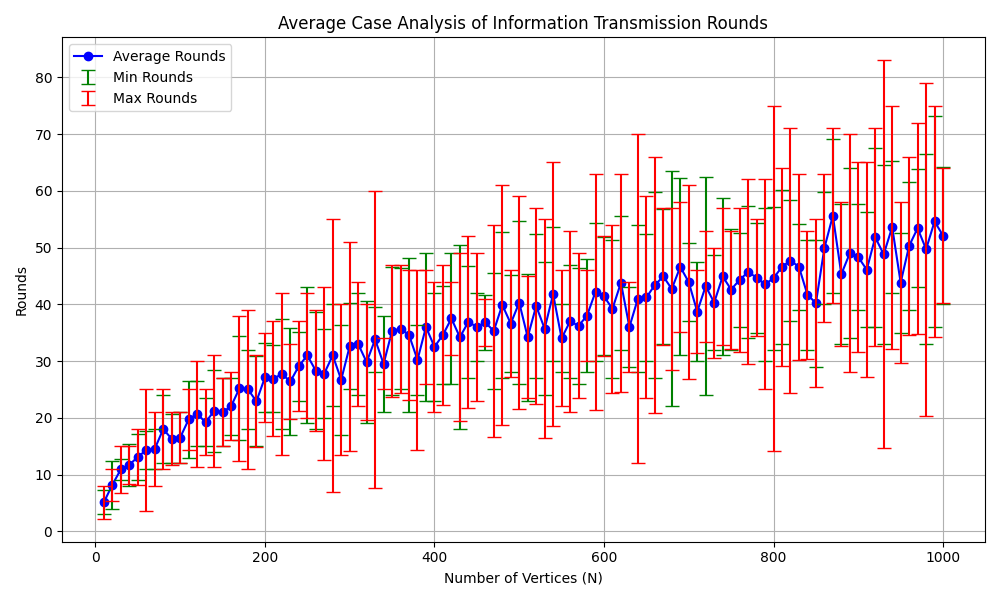 Average Case Analysis of Information Transmission Rounds
Average Rounds
Min Rounds
Max Rounds
80
70
60
50
40
30
20
10
0
Rounds
0
200
400
600
800
1000
Number of Vertices (N)